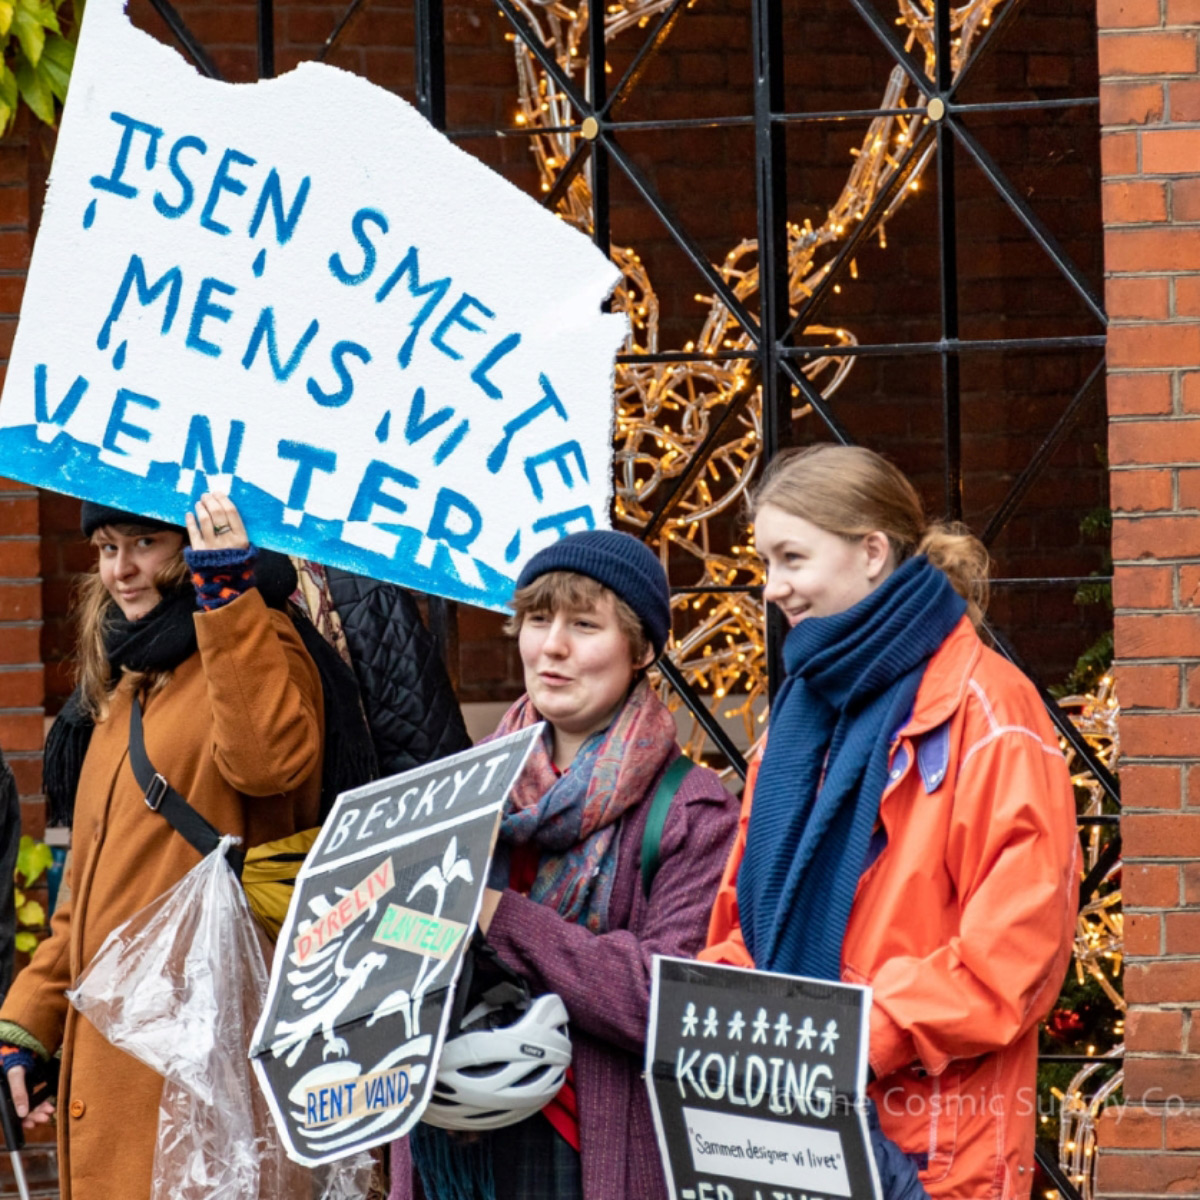 ISEN SMELTER
MENS VI
VENTER
BESKYT
DYRELIV
PLANTELIV
RENT VAND
KOLDING
"Sammen designer vi livet"
© The Cosmic Supply Co.